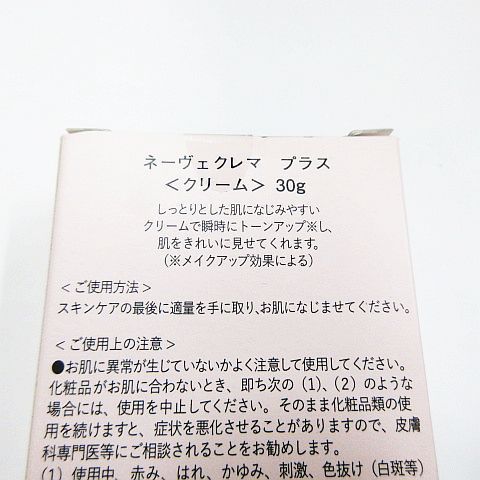 ネーヴェクレマ　プラス
＜クリーム＞ 30g
しっとりとした肌になじみやすい
クリームで瞬時にトーンアップ※し、
肌をきれいに見せてくれます。
（※メイクアップ効果による）
＜ご使用方法＞
スキンケアの最後に適量を手に取り、お肌になじませてください。
＜ご使用上の注意＞
●お肌に異常が生じていないかよく注意して使用してください。
化粧品がお肌に合わないとき、即ち次の（1）、（2）のような
場合には、使用を中止してください。そのまま化粧品類の使
用を続けますと、症状を悪化させることがありますので、皮膚
科専門医等にご相談されることをお勧めします。
（1）使用中、赤み、はれ、かゆみ、刺激、色抜け（白斑等）